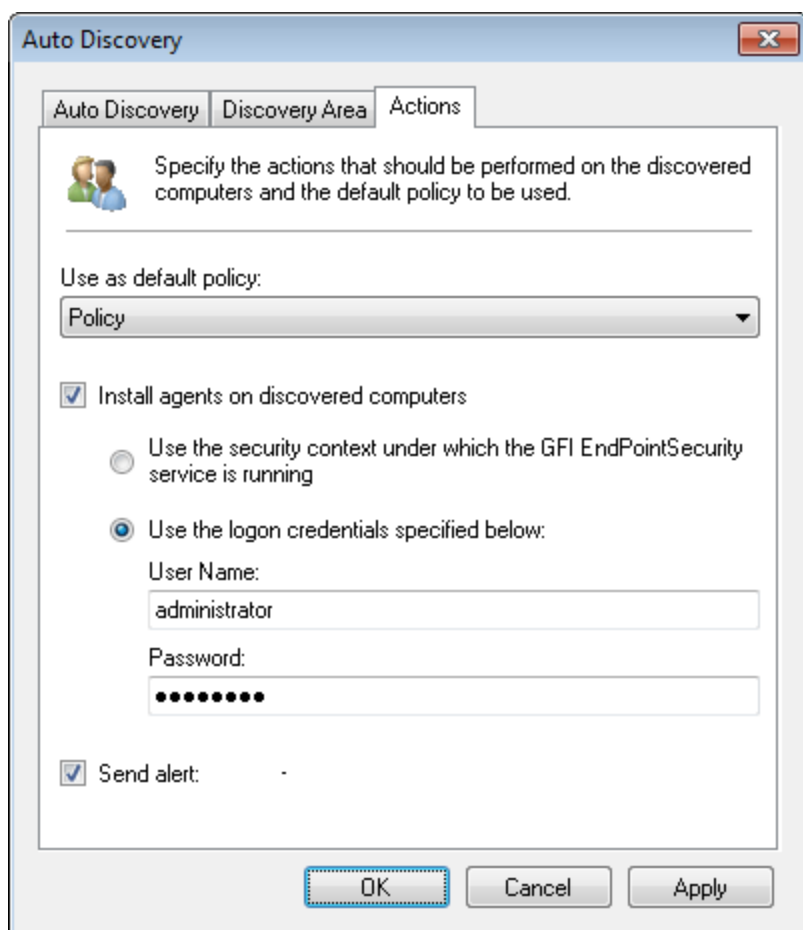 Auto Discovery
Auto Discovery Discovery Area Actions
Specify the actions that should be performed on the discovered
computers and the default policy to be used.
Use as default policy:
Policy
Install agents on discovered computers
Use the security context under which the GFI EndPointSecurity
service is running
Use the logon credentials specified below:
User Name:
administrator
Password:
••••••••
Send alert: -
OK Cancel Apply